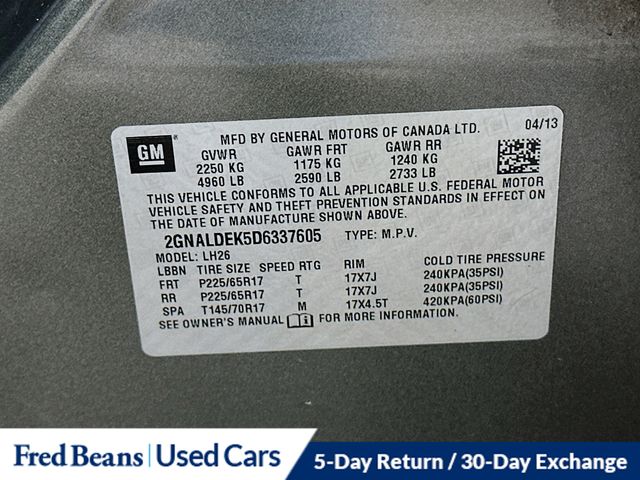 GM
MFD BY GENERAL MOTORS OF CANADA LTD. 04/13
GVWR GAWR FRT GAWR RR
2250 KG 1175 KG 1240 KG
4960 LB 2590 LB 2733 LB
THIS VEHICLE CONFORMS TO ALL APPLICABLE U.S. FEDERAL MOTOR
VEHICLE SAFETY AND THEFT PREVENTION STANDARDS IN EFFECT ON
THE DATE OF MANUFACTURE SHOWN ABOVE.
2GNALDEK5D6337605 TYPE: M.P.V.
MODEL: LH26
LBBN TIRE SIZE SPEED RTG RIM COLD TIRE PRESSURE
FRT P225/65R17 T 17X7J 240KPA(35PSI)
RR P225/65R17 T 17X7J 240KPA(35PSI)
SPA T145/70R17 M 17X4.5T 420KPA(60PSI)
SEE OWNER'S MANUAL FOR MORE INFORMATION.
Fred Beans Used Cars 5-Day Return / 30-Day Exchange